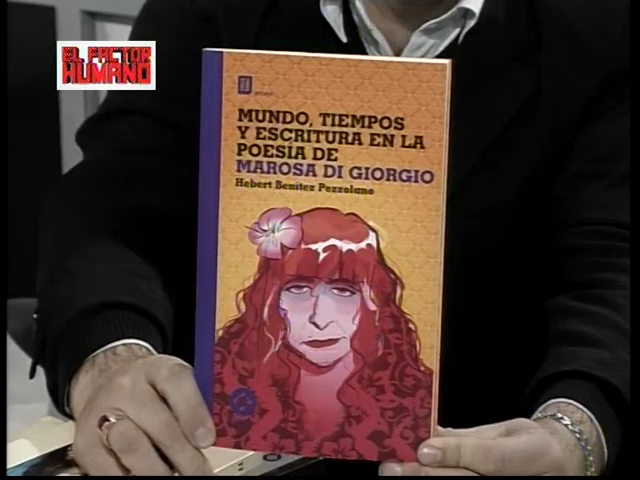 EL FACTOR
HUMANO
MUNDO, TIEMPOS
Y ESCRITURA EN LA
POESÍA DE
MAROSA DI GIORGIO
Hebert Benítez Pezzolano